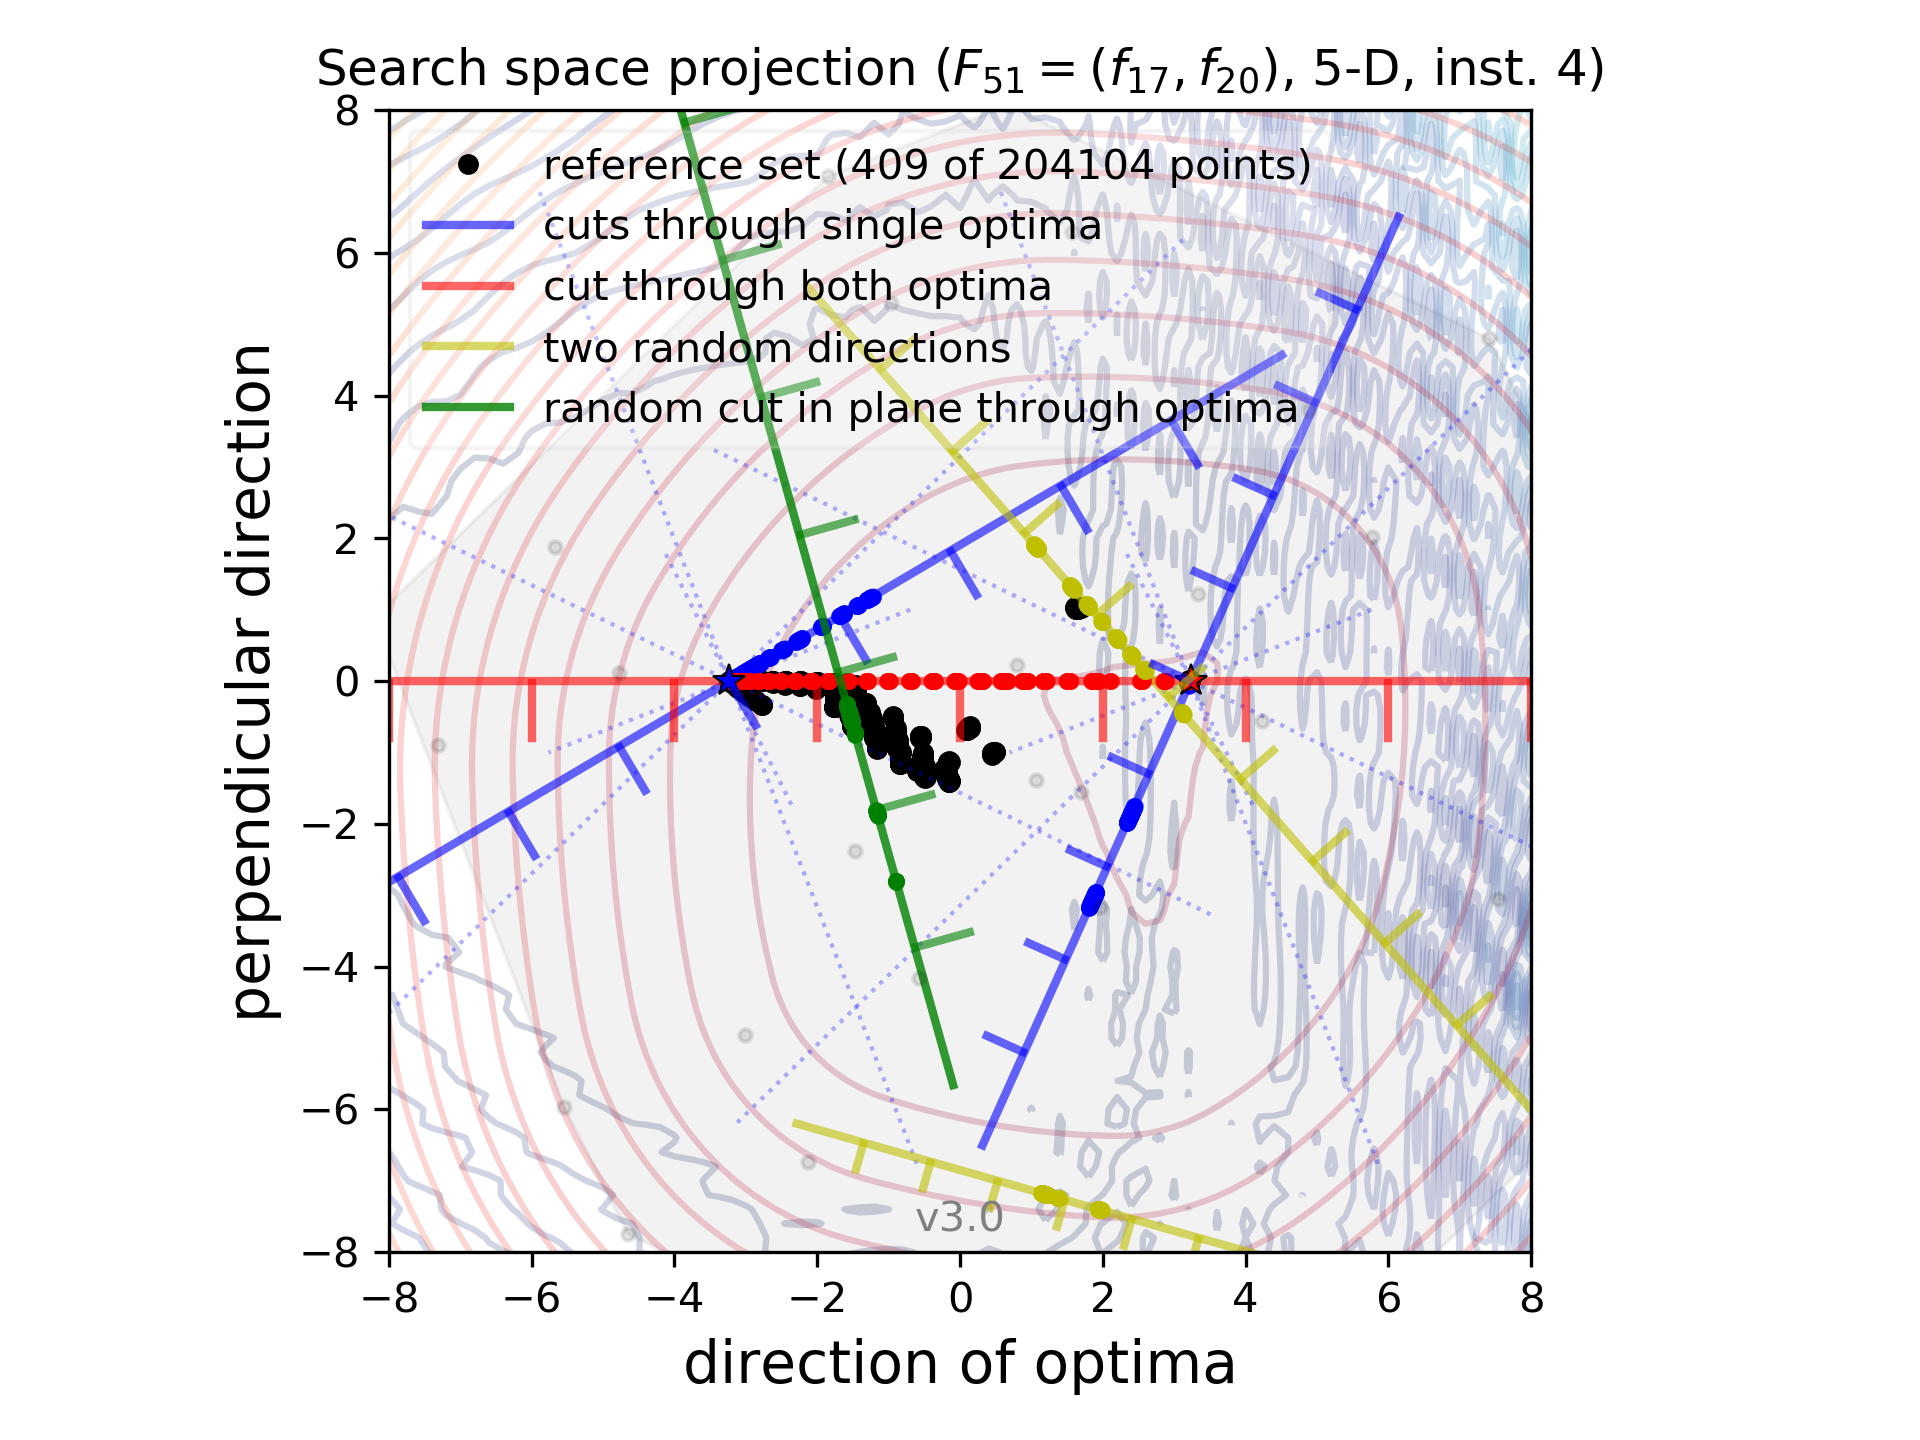 Search space projection (F51 = (f17, f20), 5-D, inst. 4)
reference set (409 of 204104 points)
cuts through single optima
cut through both optima
two random directions
random cut in plane through optima
perpendicular direction
8
6
4
2
0
−2
−4
−6
−8
v3.0
−8 −6 −4 −2 0 2 4 6 8
direction of optima